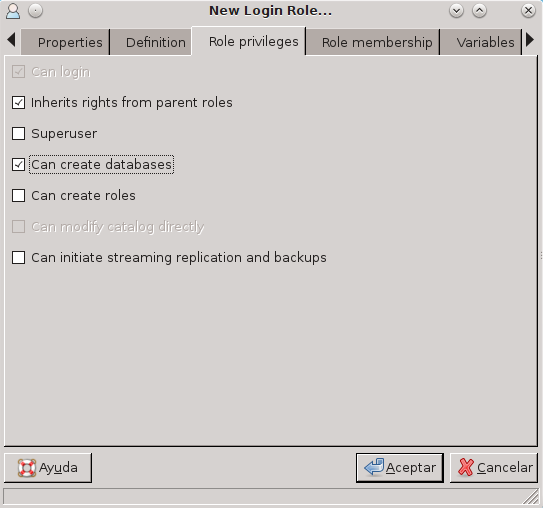 New Login Role...
Properties Definition Role privileges Role membership Variables
Can login
Inherits rights from parent roles
Superuser
Can create databases
Can create roles
Can modify catalog directly
Can initiate streaming replication and backups
Ayuda Aceptar Cancelar